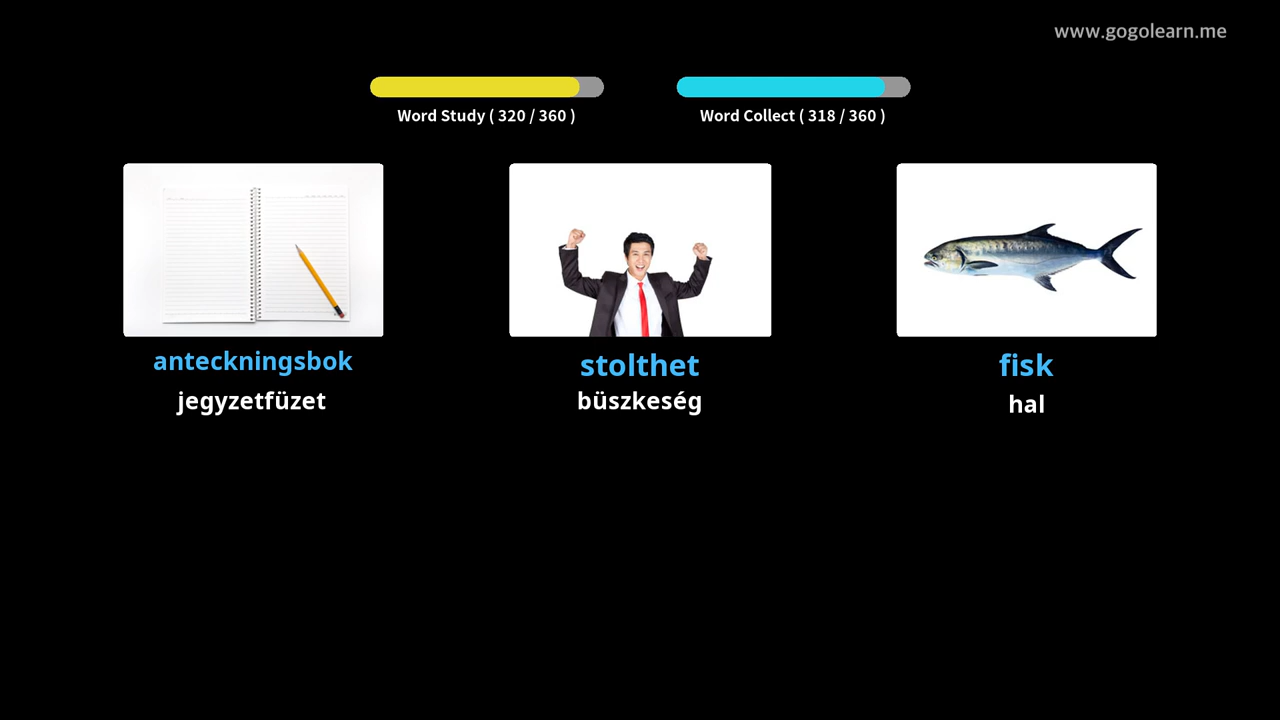 www.gogolearn.me
Word Study ( 320 / 360 )
Word Collect ( 318 / 360 )
anteckningsbok
jegyzetfüzet
stolthet
büszkeség
fisk
hal